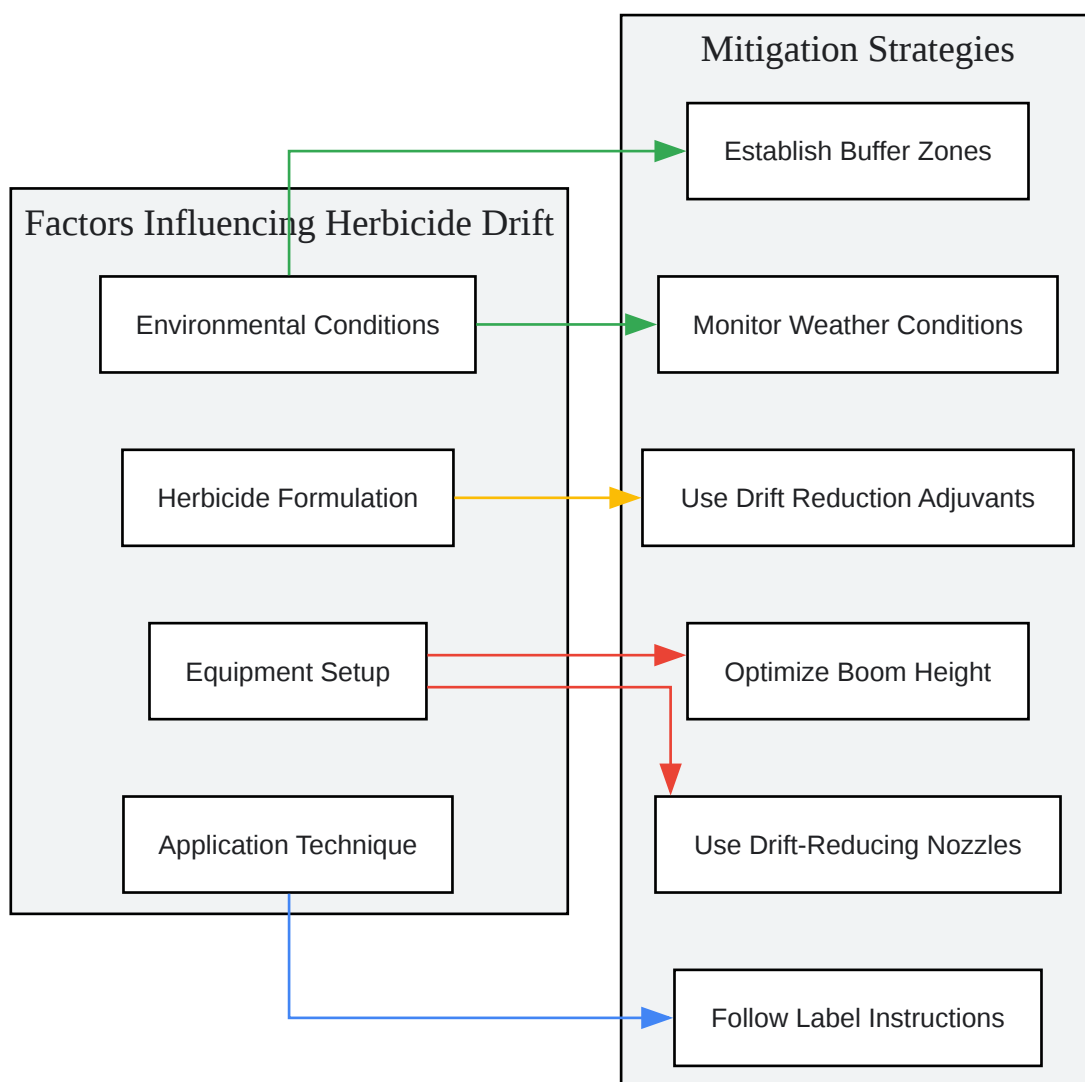 Mitigation Strategies
Establish Buffer Zones
Factors Influencing Herbicide Drift
Environmental Conditions
Monitor Weather Conditions
Herbicide Formulation
Use Drift Reduction Adjuvants
Equipment Setup
Optimize Boom Height
Application Technique
Use Drift-Reducing Nozzles
Follow Label Instructions